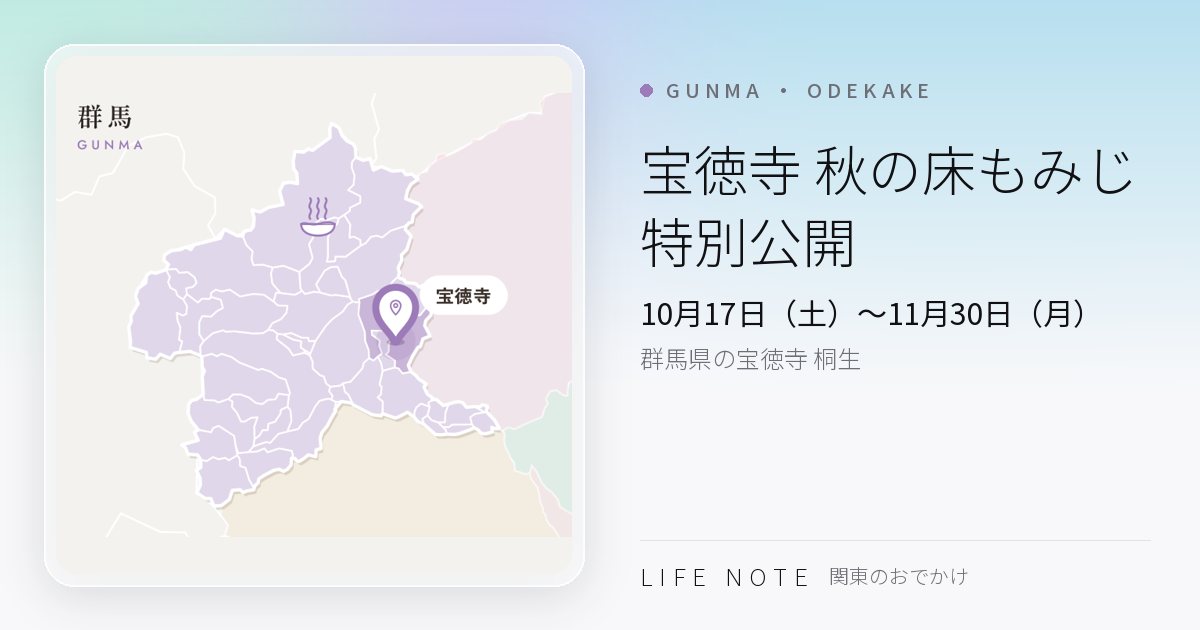 群馬
GUNMA
宝徳寺
GUNMA • ODEKAKE
宝徳寺 秋の床もみじ
特別公開
10月17日（土）〜11月30日（月）
群馬県の宝徳寺 桐生
LIFE NOTE 関東のおでかけ